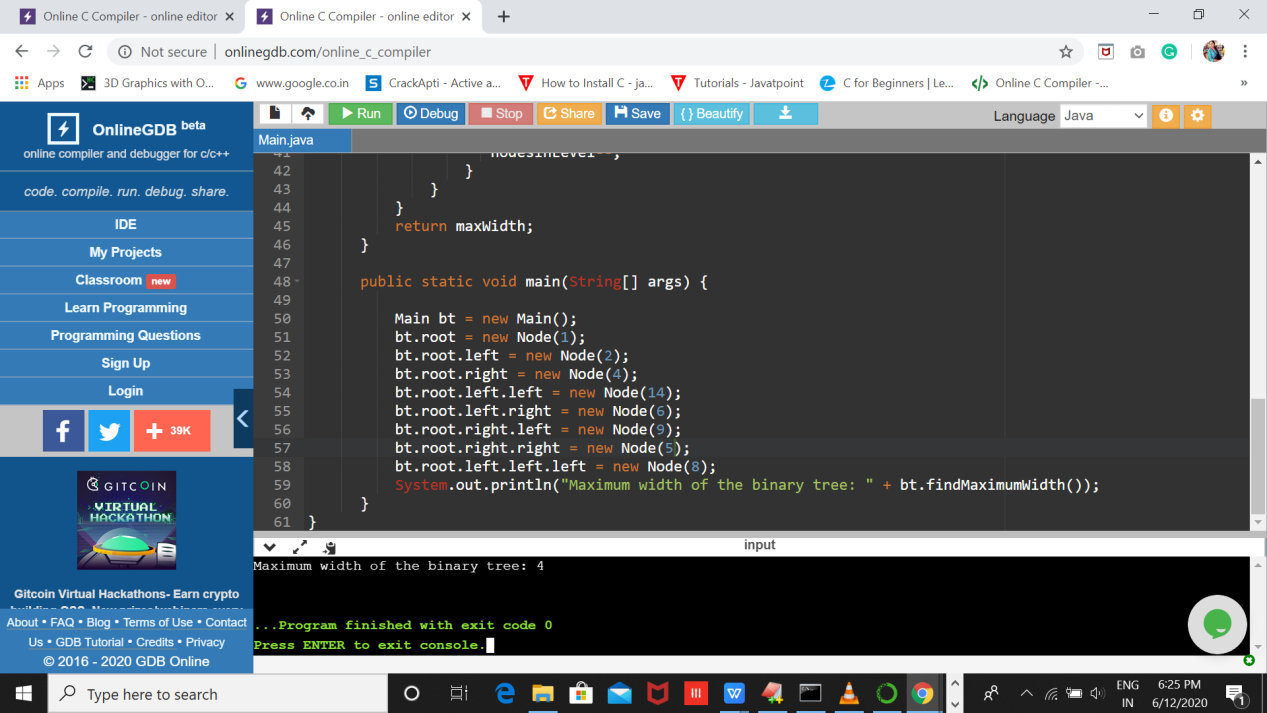 Online C Compiler - online editor
Online C Compiler - online editor
Not secure | onlinegdb.com/online_c_compiler
Apps 3D Graphics with O... www.google.co.in CrackApti - Active a... How to Install C - ja... Tutorials - Javatpoint C for Beginners | Le... Online C Compiler -... »
OnlineGDB beta
online compiler and debugger for c/c++
code. compile. run. debug. share.
IDE
My Projects
Classroom new
Learn Programming
Programming Questions
Sign Up
Login
39K
GITCOIN
VIRTUAL
HACKATHON
Gitcoin Virtual Hackathons- Earn crypto
About • FAQ • Blog • Terms of Use • Contact
Us • GDB Tutorial • Credits • Privacy
© 2016 - 2020 GDB Online
Run Debug Stop Share Save { } Beautify Language Java
Main.java
41 nodesInLevel--;
42 }
43 }
44 }
45 return maxWidth;
46 }
47
48 public static void main(String[] args) {
49
50 Main bt = new Main();
51 bt.root = new Node(1);
52 bt.root.left = new Node(2);
53 bt.root.right = new Node(4);
54 bt.root.left.left = new Node(14);
55 bt.root.left.right = new Node(6);
56 bt.root.right.left = new Node(9);
57 bt.root.right.right = new Node(5);
58 bt.root.left.left.left = new Node(8);
59 System.out.println("Maximum width of the binary tree: " + bt.findMaximumWidth());
60 }
61 }
input
Maximum width of the binary tree: 4
...Program finished with exit code 0
Press ENTER to exit console.
Type here to search
ENG
IN
6:25 PM
6/12/2020
1